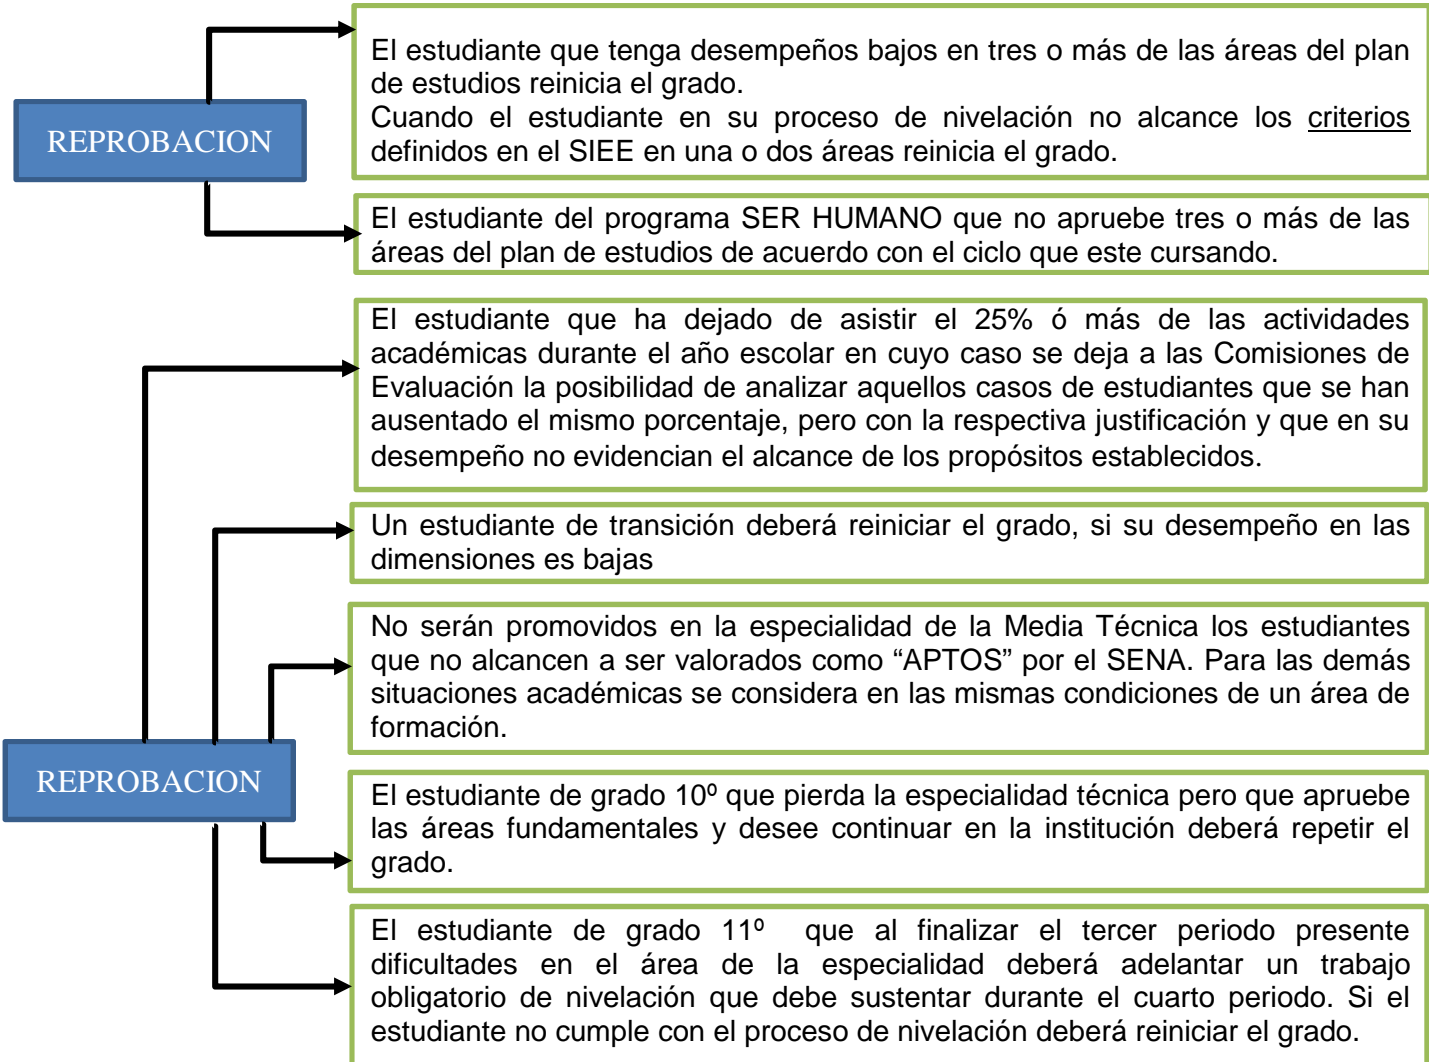 El estudiante que tenga desempeños bajos en tres o más de las áreas del plan
de estudios reinicia el grado.
Cuando el estudiante en su proceso de nivelación no alcance los criterios
definidos en el SIEE en una o dos áreas reinicia el grado.
REPROBACION
El estudiante del programa SER HUMANO que no apruebe tres o más de las
áreas del plan de estudios de acuerdo con el ciclo que este cursando.
El estudiante que ha dejado de asistir el 25% ó más de las actividades
académicas durante el año escolar en cuyo caso se deja a las Comisiones de
Evaluación la posibilidad de analizar aquellos casos de estudiantes que se han
ausentado el mismo porcentaje, pero con la respectiva justificación y que en su
desempeño no evidencian el alcance de los propósitos establecidos.
Un estudiante de transición deberá reiniciar el grado, si su desempeño en las
dimensiones es bajas
No serán promovidos en la especialidad de la Media Técnica los estudiantes
que no alcancen a ser valorados como “APTOS” por el SENA. Para las demás
situaciones académicas se considera en las mismas condiciones de un área de
formación.
REPROBACION
El estudiante de grado 10º que pierda la especialidad técnica pero que apruebe
las áreas fundamentales y desee continuar en la institución deberá repetir el
grado.
El estudiante de grado 11º que al finalizar el tercer periodo presente
dificultades en el área de la especialidad deberá adelantar un trabajo
obligatorio de nivelación que debe sustentar durante el cuarto periodo. Si el
estudiante no cumple con el proceso de nivelación deberá reiniciar el grado.